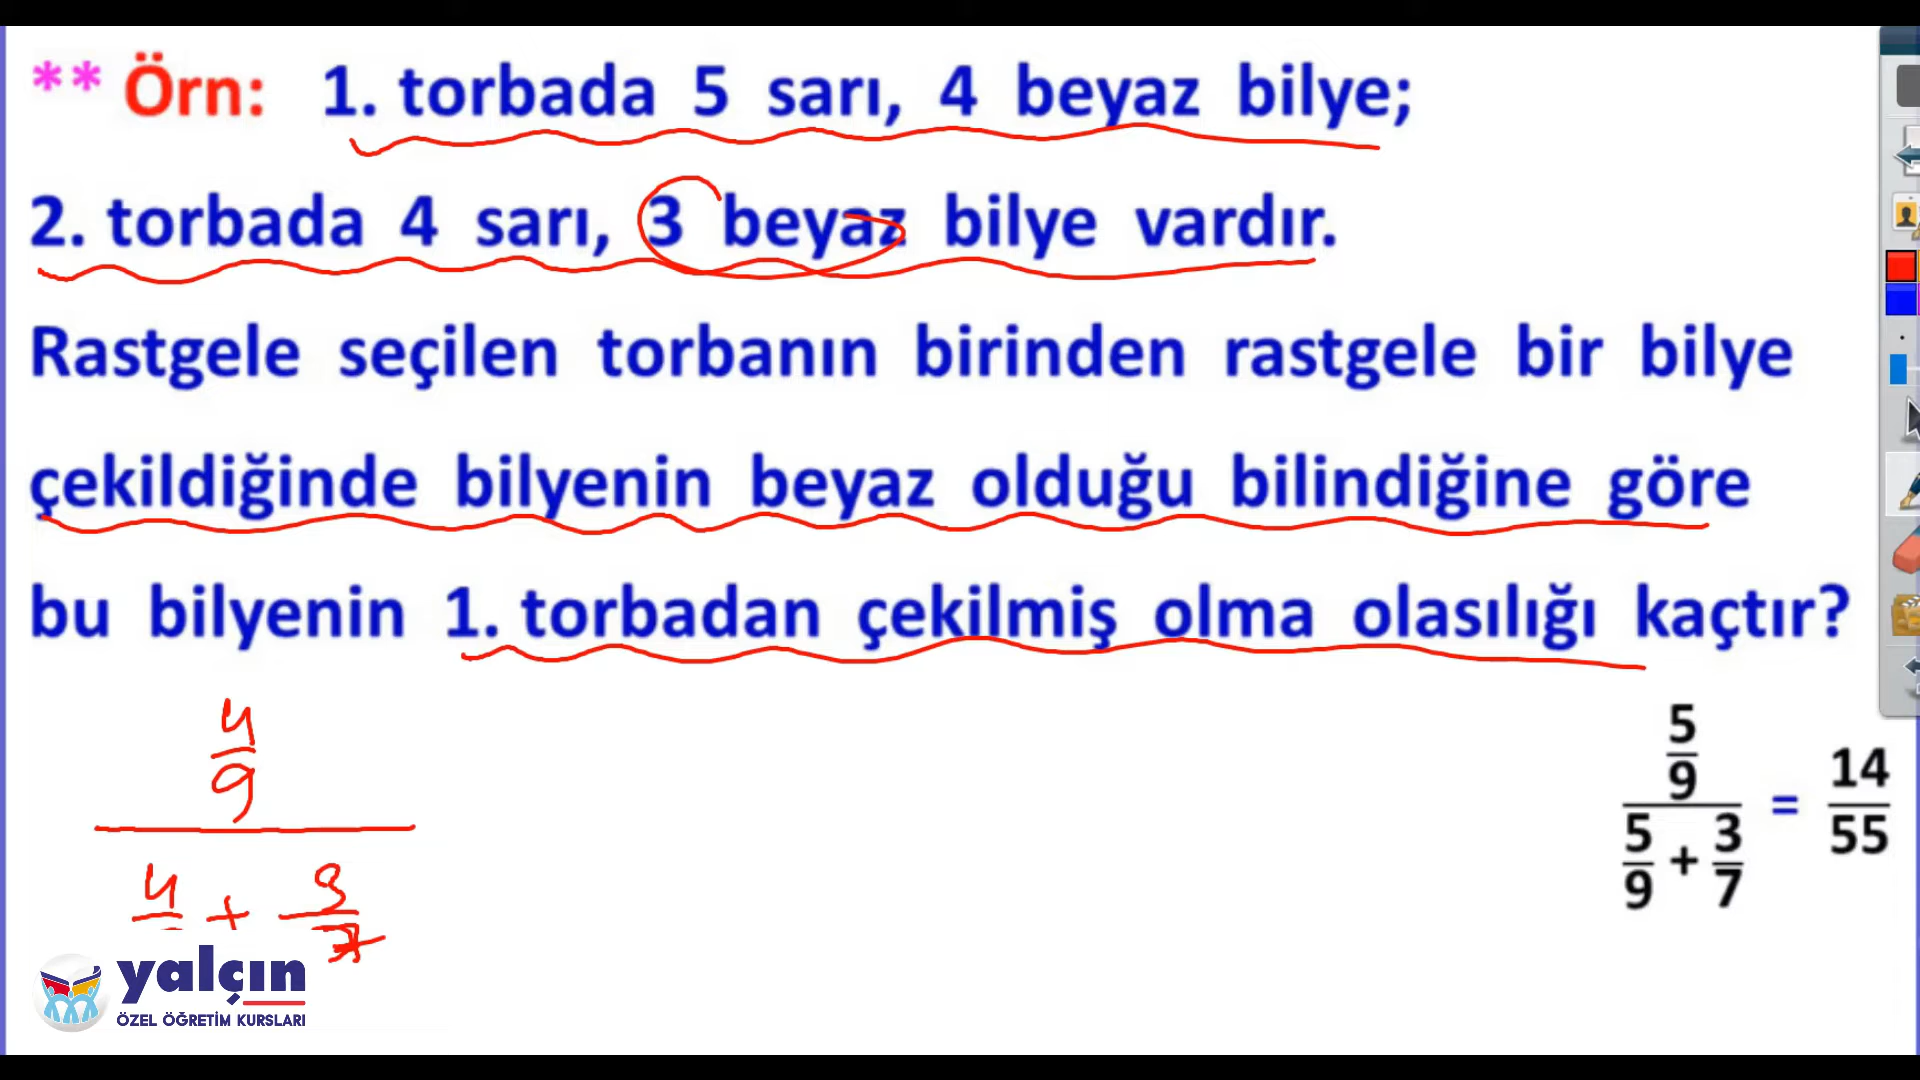 ** Örn: 1. torbada 5 sarı, 4 beyaz bilye;
2. torbada 4 sarı, 3 beyaz bilye vardır.
Rastgele seçilen torbanın birinden rastgele bir bilye
çekildiğinde bilyenin beyaz olduğu bilindiğine göre
bu bilyenin 1. torbadan çekilmiş olma olasılığı kaçtır?
4
9
4 + 3
7
5
9
5 + 3
9 7
= 14
55
yalçın
ÖZEL ÖĞRETİM KURSLARI